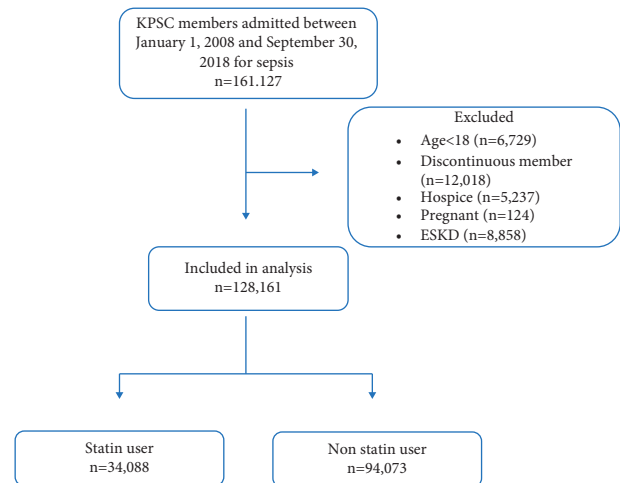 KPSC members admitted between
January 1, 2008 and September 30,
2018 for sepsis
n=161.127
Excluded
• Age<18 (n=6,729)
• Discontinuous member
(n=12,018)
• Hospice (n=5,237)
• Pregnant (n=124)
• ESKD (n=8,858)
Included in analysis
n=128,161
Statin user
n=34,088
Non statin user
n=94,073